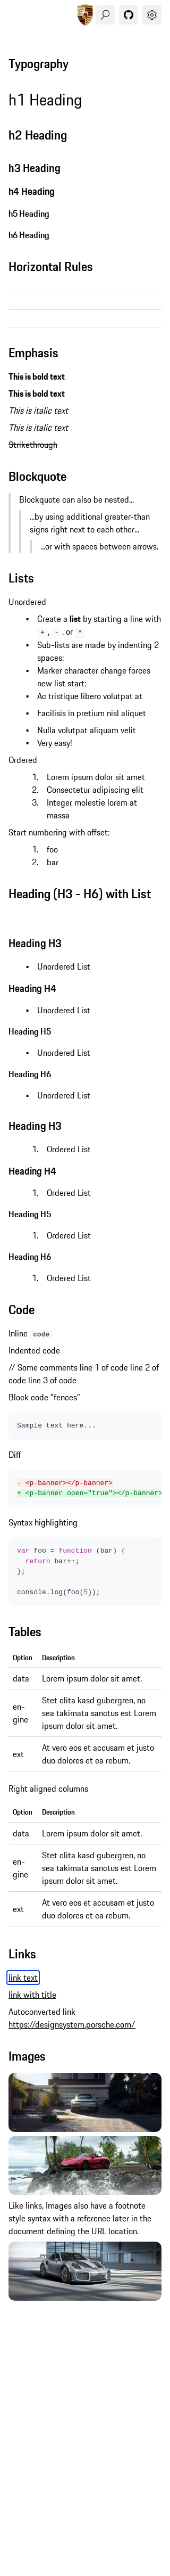 Typography
h1 Heading
h2 Heading
h3 Heading
h4 Heading
h5 Heading
h6 Heading
Horizontal Rules
Emphasis
This is bold text
This is bold text
This is italic text
This is italic text
Strikethrough
Blockquote
Blockquote can also be nested...
...by using additional greater-than
signs right next to each other...
...or with spaces between arrows.
Lists
Unordered
• Create a list by starting a line with
+ , - , or *
• Sub-lists are made by indenting 2
spaces:
• Marker character change forces
new list start:
• Ac tristique libero volutpat at
• Facilisis in pretium nisl aliquet
• Nulla volutpat aliquam velit
• Very easy!
Ordered
1. Lorem ipsum dolor sit amet
2. Consectetur adipiscing elit
3. Integer molestie lorem at
massa
Start numbering with offset:
1. foo
2. bar
Heading (H3 - H6) with List
Heading H3
• Unordered List
Heading H4
• Unordered List
Heading H5
• Unordered List
Heading H6
• Unordered List
Heading H3
1. Ordered List
Heading H4
1. Ordered List
Heading H5
1. Ordered List
Heading H6
1. Ordered List
Code
Inline code
Indented code
// Some comments line 1 of code line 2 of
code line 3 of code
Block code "fences"
Sample text here...
Diff
- <p-banner></p-banner>
+ <p-banner open="true"></p-banner>
Syntax highlighting
var foo = function (bar) {
return bar++;
};
console.log(foo(5));
Tables
Option Description
data Lorem ipsum dolor sit amet.
en-
gine
Stet clita kasd gubergren, no
sea takimata sanctus est Lorem
ipsum dolor sit amet.
ext
At vero eos et accusam et justo
duo dolores et ea rebum.
Right aligned columns
Option Description
data Lorem ipsum dolor sit amet.
en-
gine
Stet clita kasd gubergren, no
sea takimata sanctus est Lorem
ipsum dolor sit amet.
ext
At vero eos et accusam et justo
duo dolores et ea rebum.
Links
link text
link with title
Autoconverted link
https://designsystem.porsche.com/
Images
Like links, Images also have a footnote
style syntax with a reference later in the
document defining the URL location.